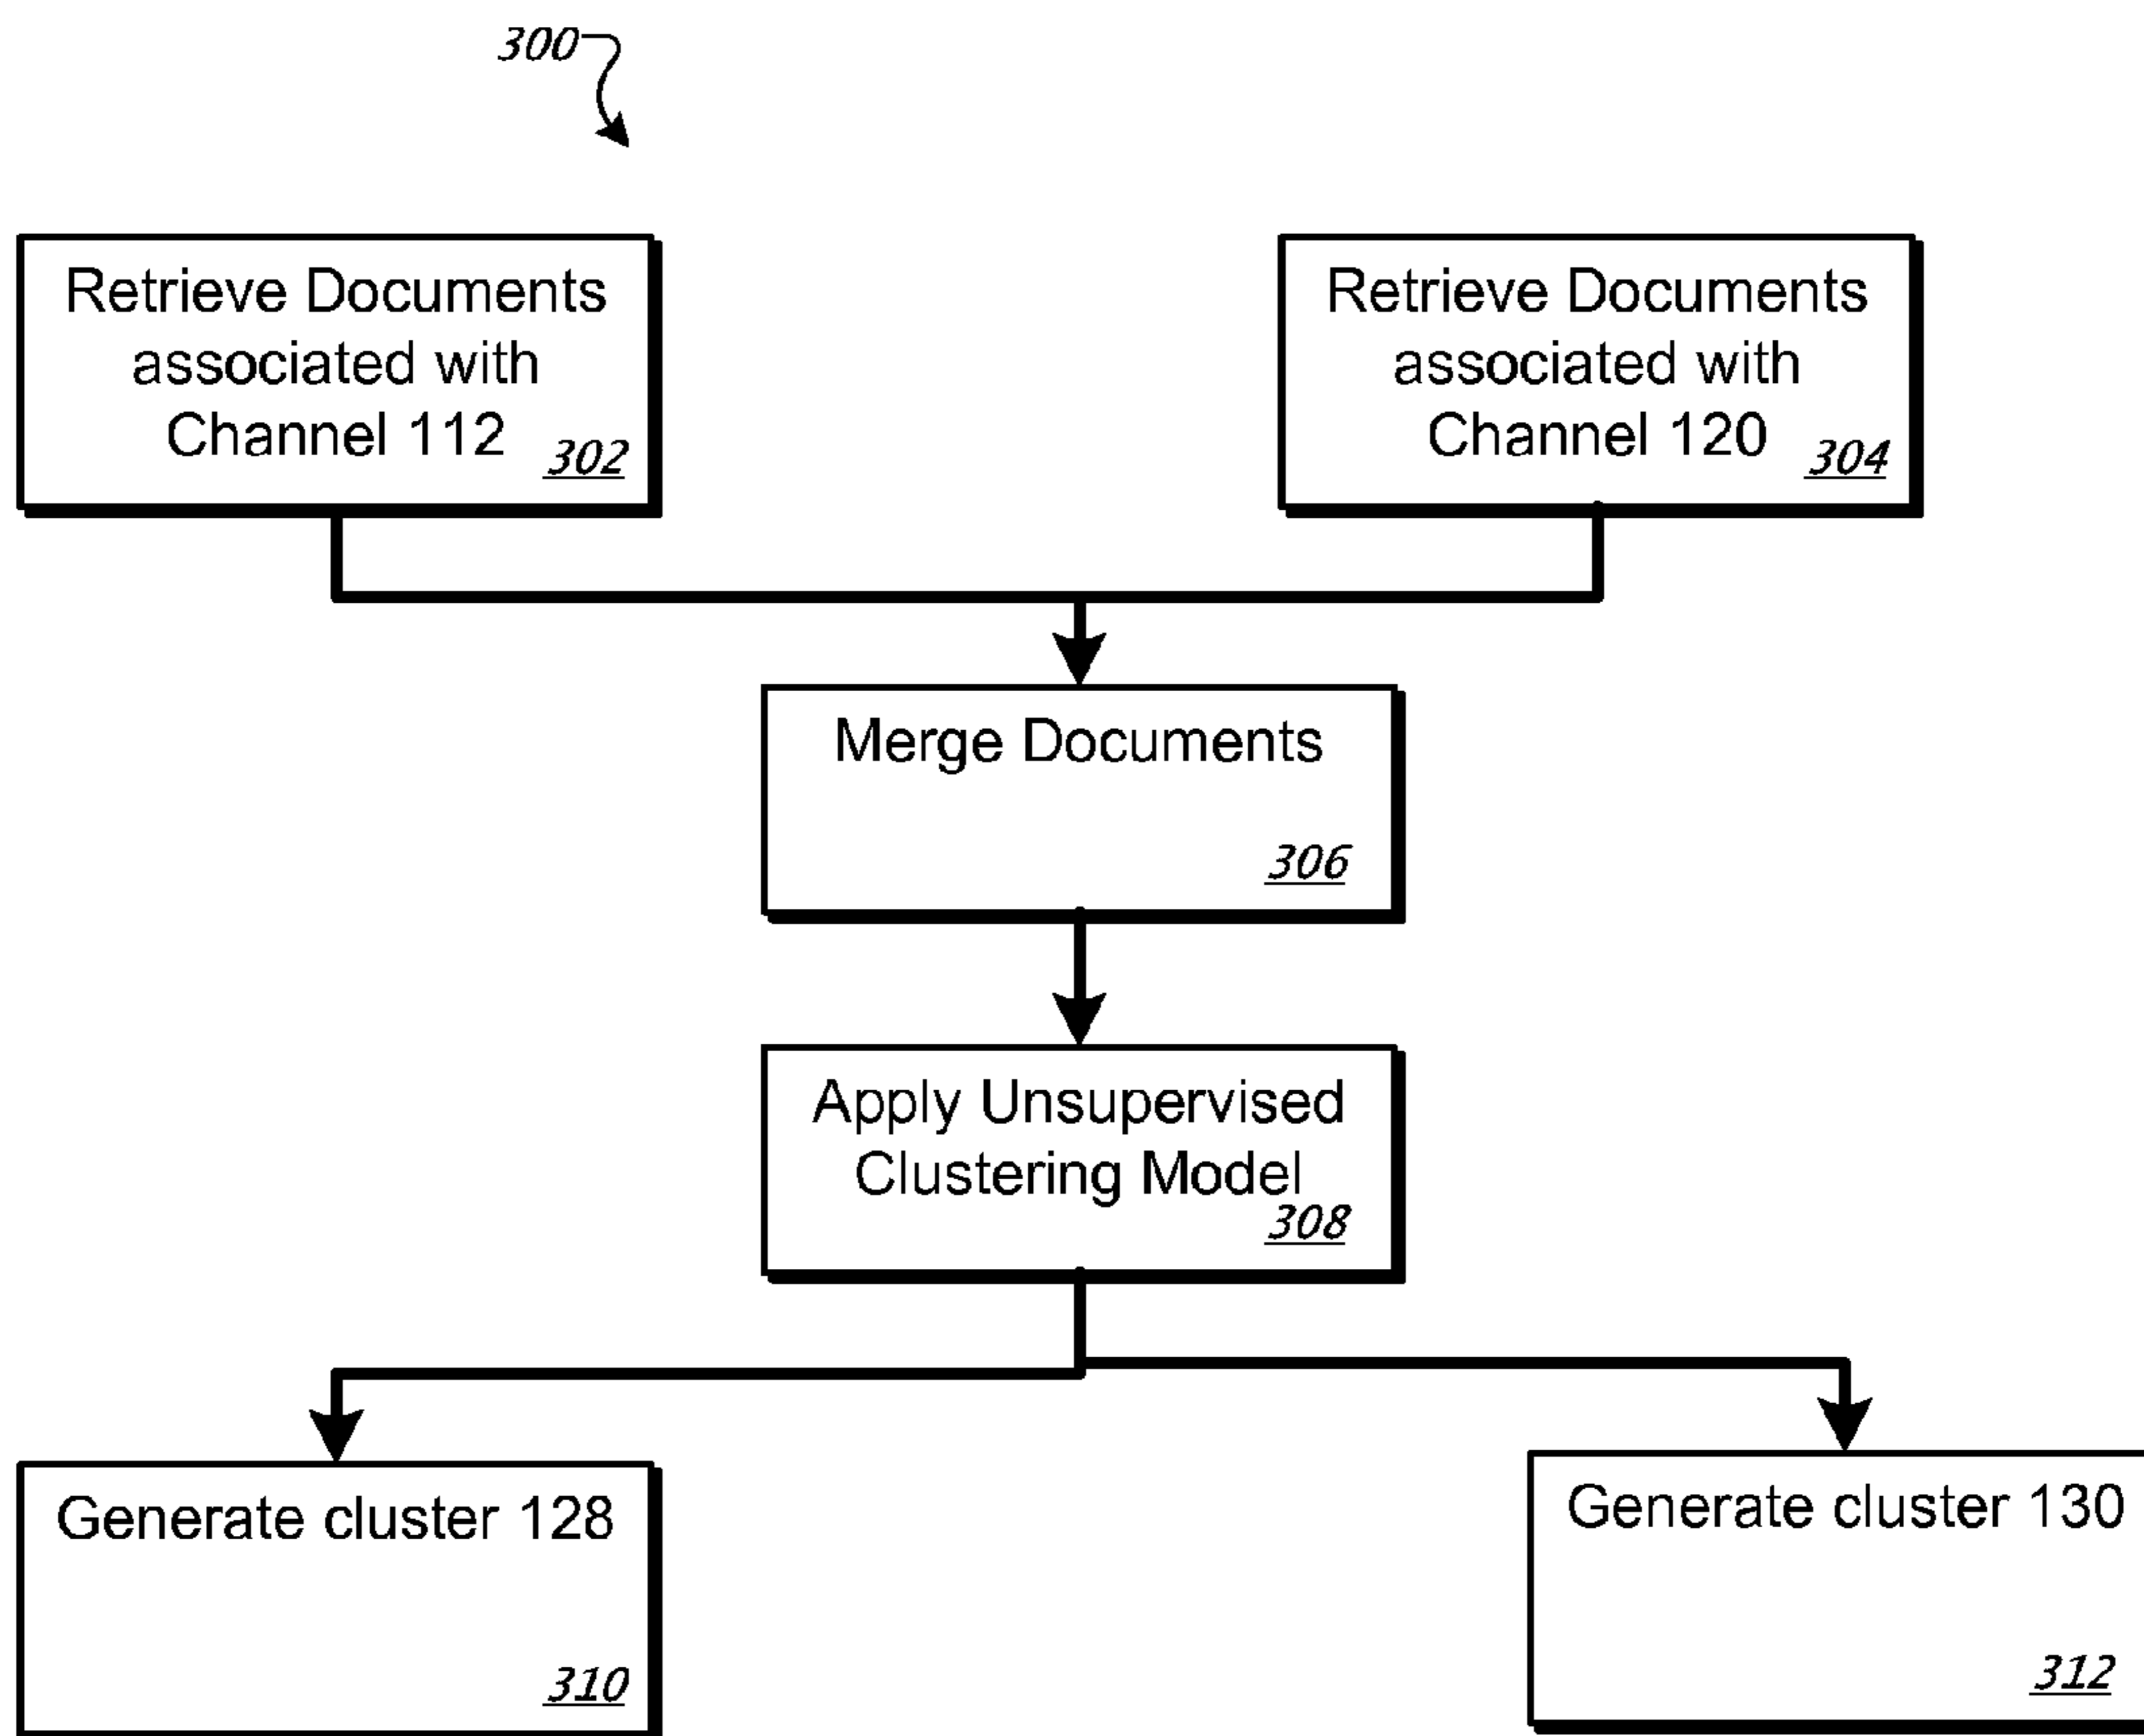 300
Retrieve Documents
associated with
Channel 112
302
Retrieve Documents
associated with
Channel 120
304
Merge Documents
306
Apply Unsupervised
Clustering Model
308
Generate cluster 128
310
Generate cluster 130
312